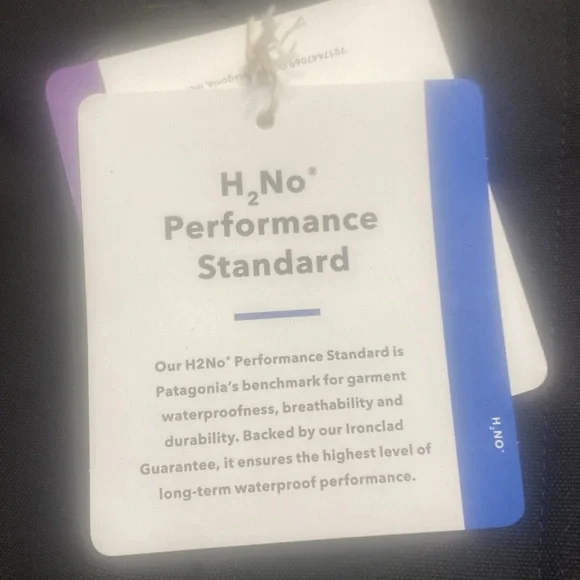 H₂No®
Performance
Standard
Our H2No® Performance Standard is
Patagonia's benchmark for garment
waterproofness, breathability and
durability. Backed by our Ironclad
Guarantee, it ensures the highest level of
long-term waterproof performance.
H₂NO®